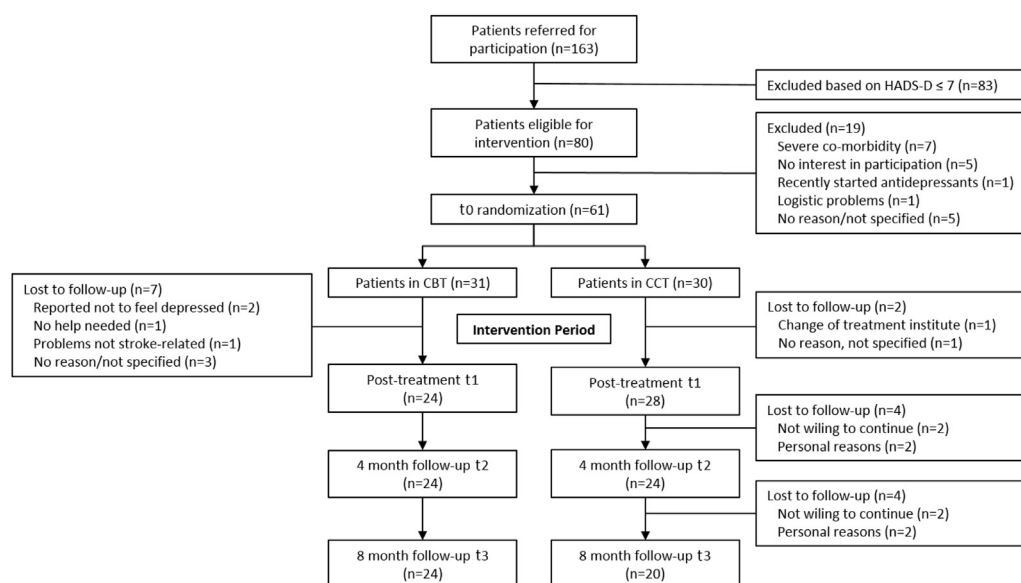 Patients referred for
participation (n=163)
Excluded based on HADS-D ≤ 7 (n=83)
Patients eligible for
intervention (n=80)
Excluded (n=19)
Severe co-morbidity (n=7)
No interest in participation (n=5)
Recently started antidepressants (n=1)
Logistic problems (n=1)
No reason/not specified (n=5)
t0 randomization (n=61)
Patients in CBT (n=31)
Patients in CCT (n=30)
Lost to follow-up (n=7)
Reported not to feel depressed (n=2)
No help needed (n=1)
Problems not stroke-related (n=1)
No reason/not specified (n=3)
Intervention Period
Lost to follow-up (n=2)
Change of treatment institute (n=1)
No reason, not specified (n=1)
Post-treatment t1
(n=24)
Post-treatment t1
(n=28)
Lost to follow-up (n=4)
Not wiling to continue (n=2)
Personal reasons (n=2)
4 month follow-up t2
(n=24)
4 month follow-up t2
(n=24)
Lost to follow-up (n=4)
Not wiling to continue (n=2)
Personal reasons (n=2)
8 month follow-up t3
(n=24)
8 month follow-up t3
(n=20)